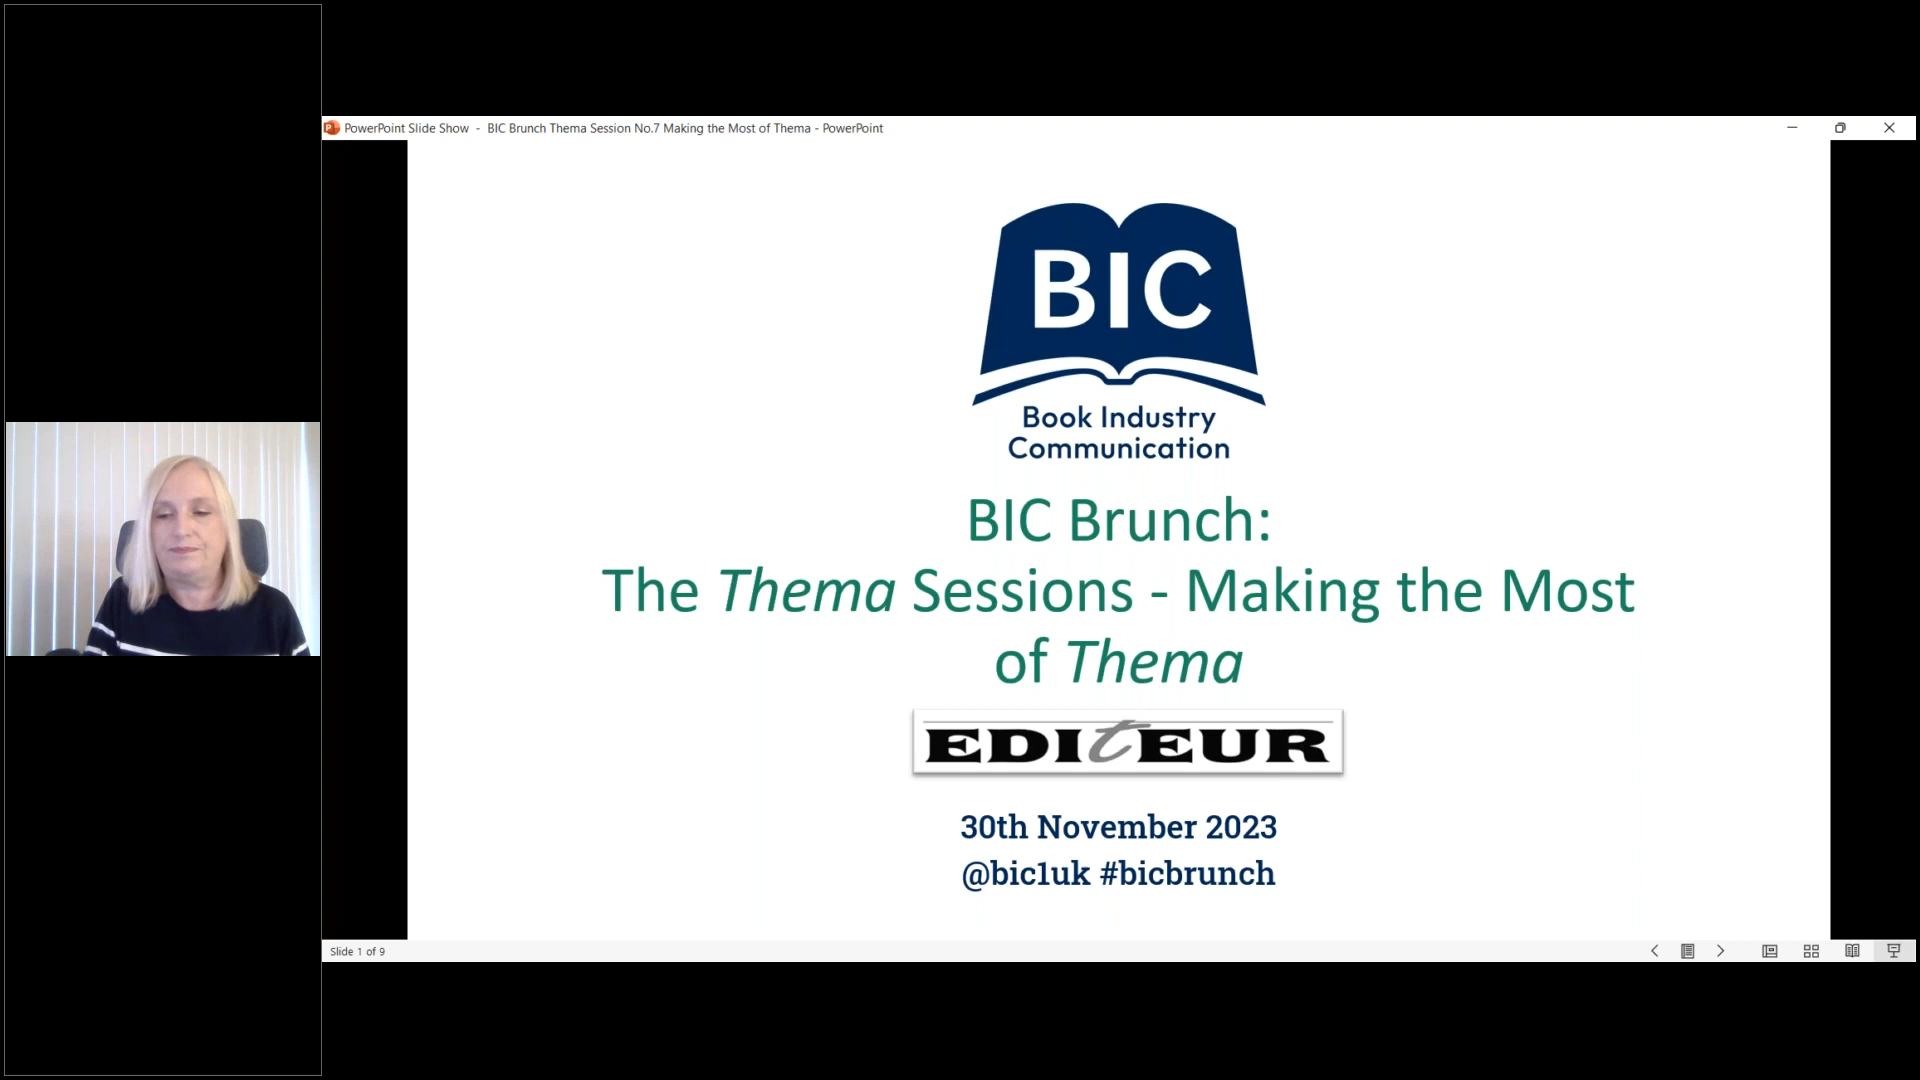 PowerPoint Slide Show - BIC Brunch Thema Session No.7 Making the Most of Thema - PowerPoint
BIC
Book Industry
Communication
BIC Brunch:
The Thema Sessions - Making the Most
of Thema
EDItEUR
30th November 2023
@bic1uk #bicbrunch
Slide 1 of 9